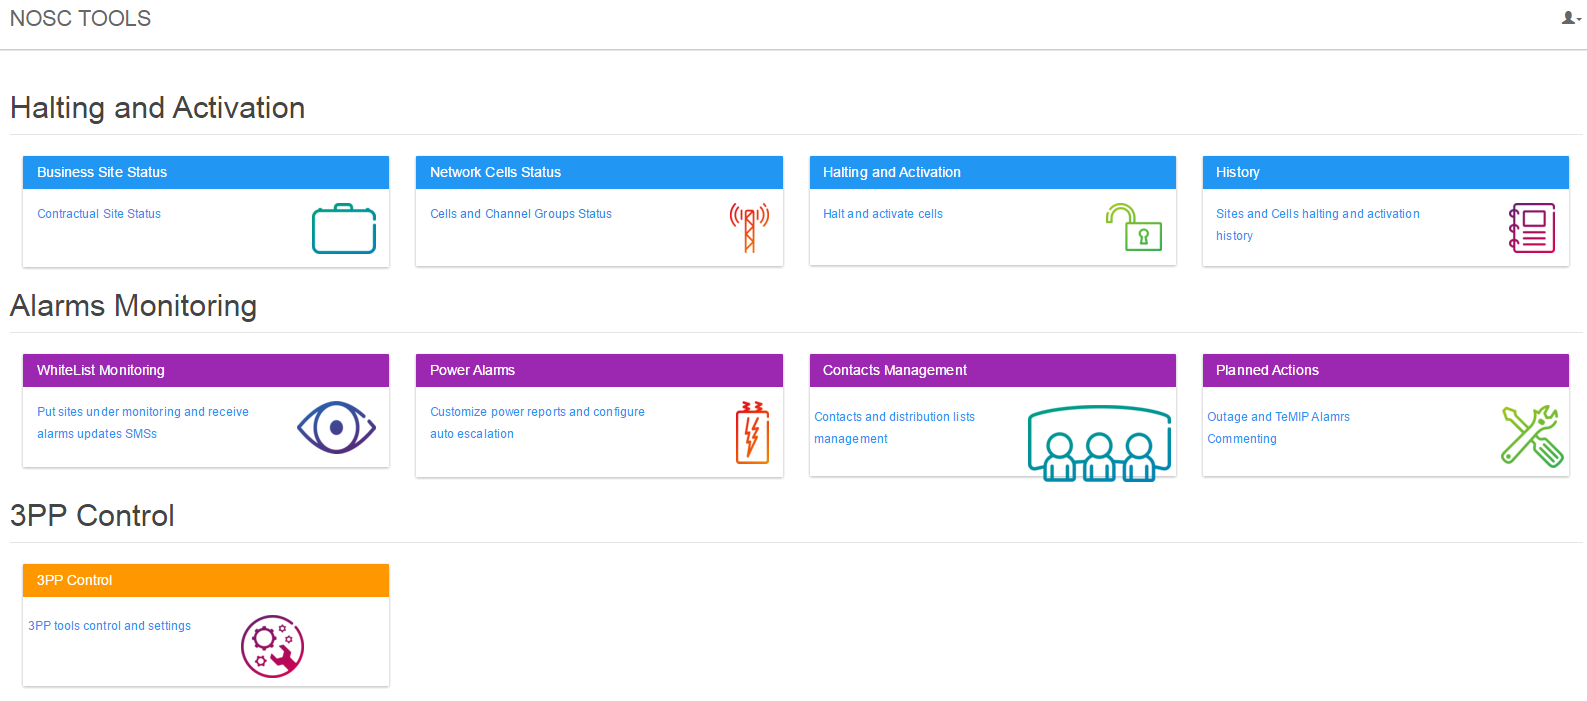 NOSC TOOLS
Halting and Activation
Business Site Status
Contractual Site Status
Network Cells Status
Cells and Channel Groups Status
Halting and Activation
Halt and activate cells
History
Sites and Cells halting and activation
history
Alarms Monitoring
WhiteList Monitoring
Put sites under monitoring and receive
alarms updates SMSs
Power Alarms
Customize power reports and configure
auto escalation
Contacts Management
Contacts and distribution lists
management
Planned Actions
Outage and TeMIP Alamrs
Commenting
3PP Control
3PP Control
3PP tools control and settings